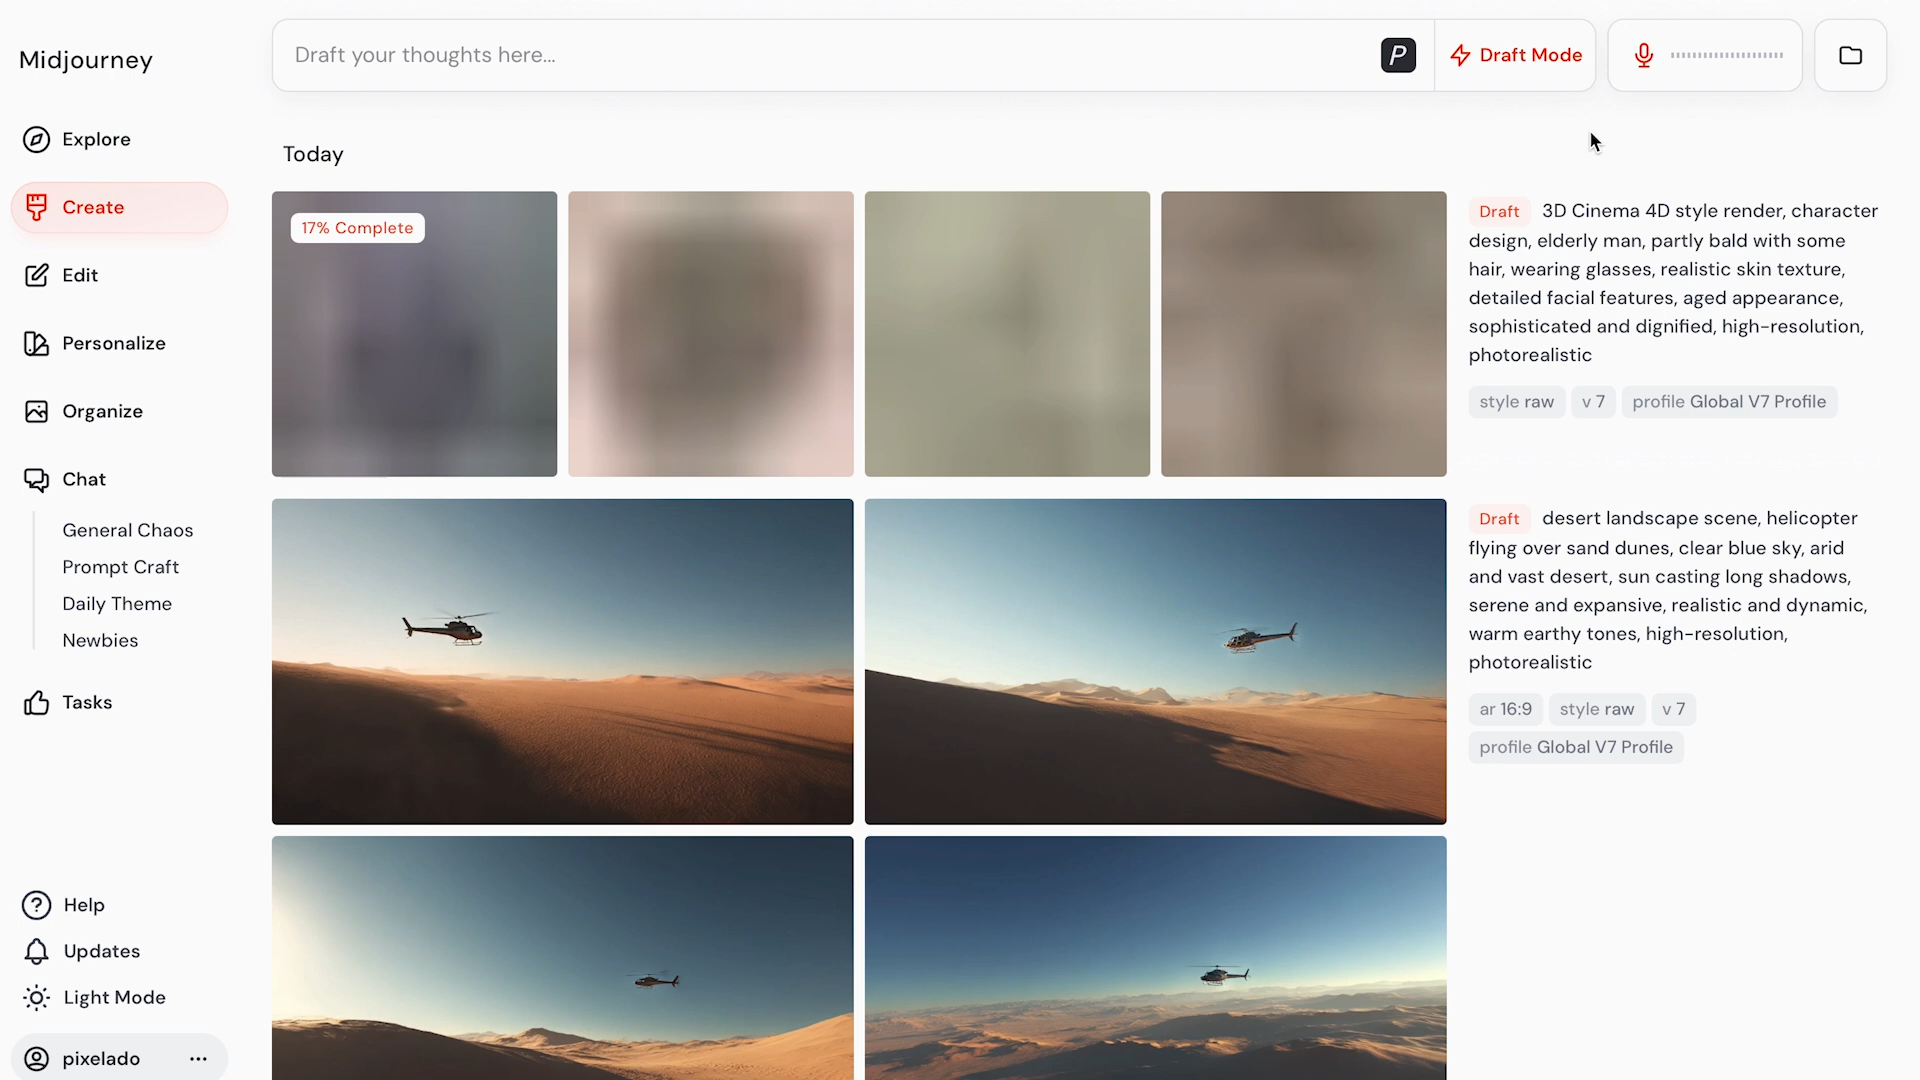 Midjourney
Draft your thoughts here...
P
Draft Mode
Explore
Create
Edit
Personalize
Organize
Chat
General Chaos
Prompt Craft
Daily Theme
Newbies
Tasks
Help
Updates
Light Mode
pixelado
Today
17% Complete
Draft 3D Cinema 4D style render, character
design, elderly man, partly bald with some
hair, wearing glasses, realistic skin texture,
detailed facial features, aged appearance,
sophisticated and dignified, high-resolution,
photorealistic
style raw v 7 profile Global V7 Profile
Draft desert landscape scene, helicopter
flying over sand dunes, clear blue sky, arid
and vast desert, sun casting long shadows,
serene and expansive, realistic and dynamic,
warm earthy tones, high-resolution,
photorealistic
ar 16:9 style raw v 7
profile Global V7 Profile